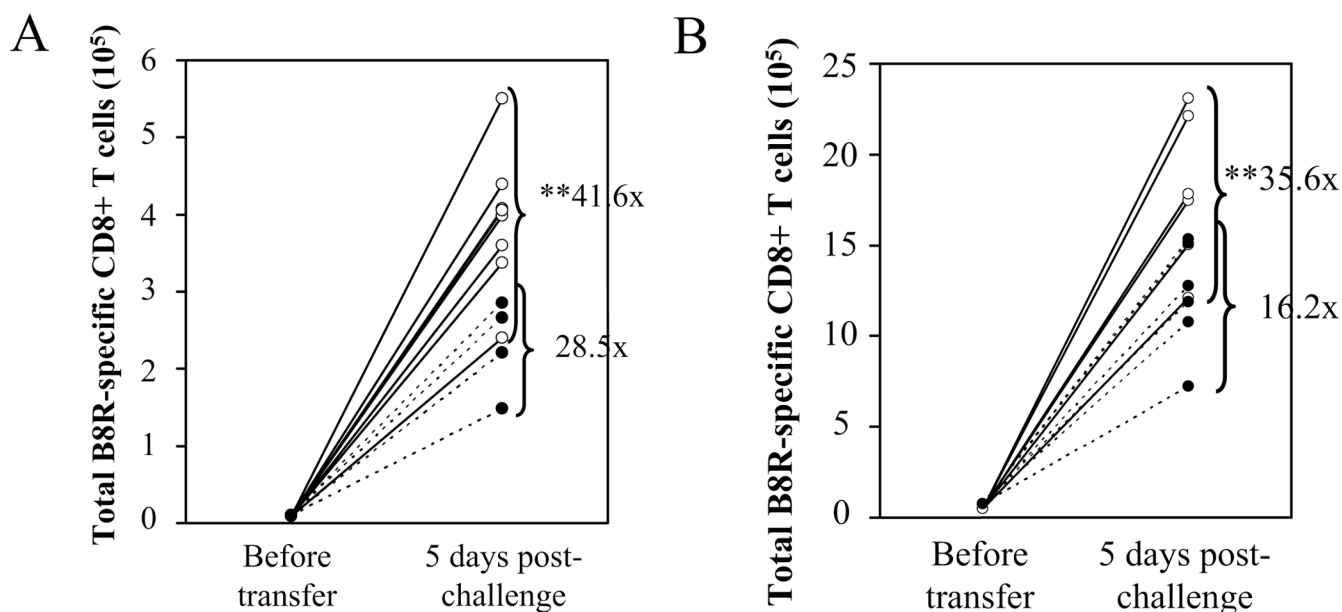 A
Total B8R-specific CD8+ T cells (10⁵)
6
5
4
3
2
1
0
**41.6x
28.5x
Before
transfer
5 days post-
challenge
B
Total B8R-specific CD8+ T cells (10⁵)
25
20
15
10
5
0
**35.6x
16.2x
Before
transfer
5 days post-
challenge